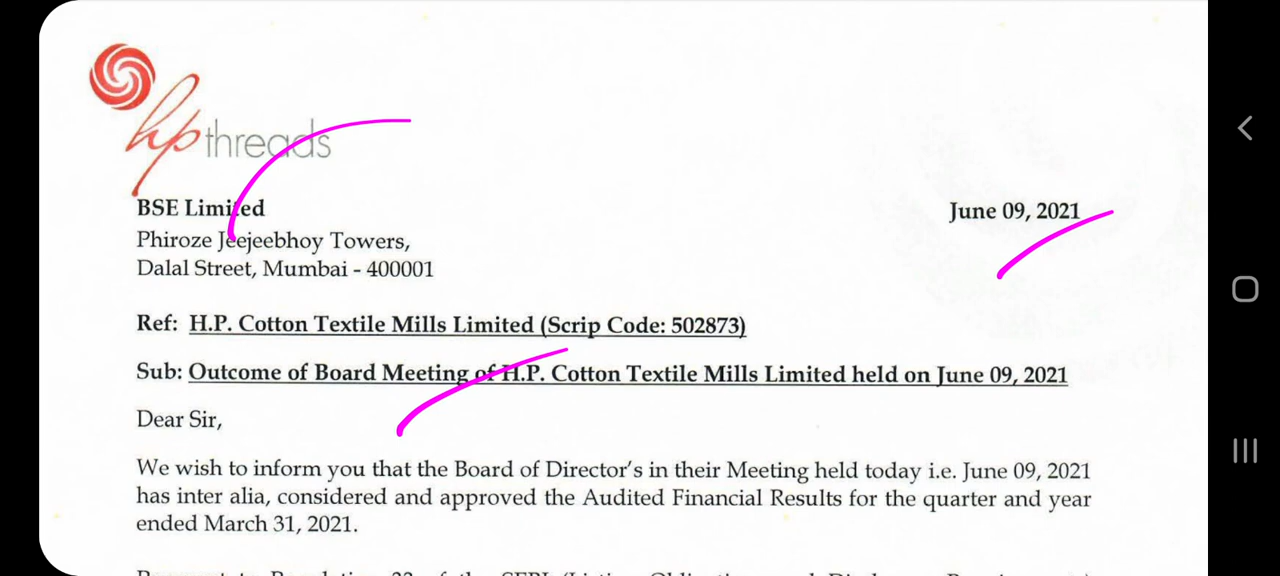 hp threads
BSE Limited
June 09, 2021
Phiroze Jeejeebhoy Towers,
Dalal Street, Mumbai - 400001
Ref: H.P. Cotton Textile Mills Limited (Scrip Code: 502873)
Sub: Outcome of Board Meeting of H.P. Cotton Textile Mills Limited held on June 09, 2021
Dear Sir,
We wish to inform you that the Board of Director's in their Meeting held today i.e. June 09, 2021
has inter alia, considered and approved the Audited Financial Results for the quarter and year
ended March 31, 2021.